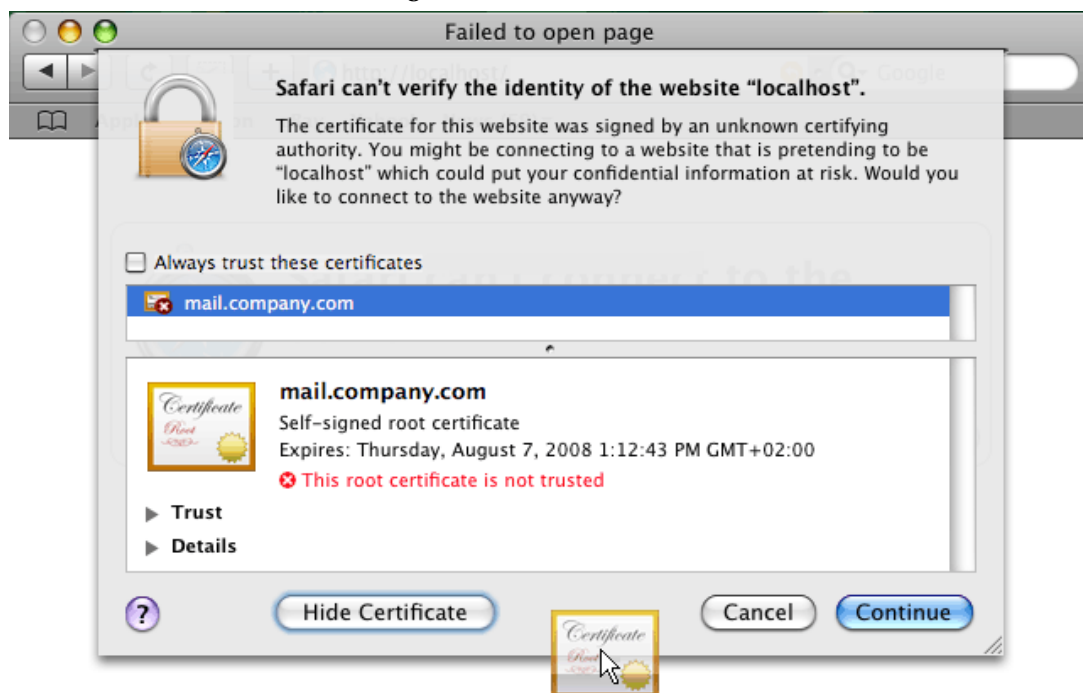 Failed to open page
http://localhost/
Google
Safari can't verify the identity of the website “localhost”.
The certificate for this website was signed by an unknown certifying
authority. You might be connecting to a website that is pretending to be
“localhost” which could put your confidential information at risk. Would you
like to connect to the website anyway?
Always trust these certificates
mail.company.com
Certificate
Root
mail.company.com
Self-signed root certificate
Expires: Thursday, August 7, 2008 1:12:43 PM GMT+02:00
This root certificate is not trusted
Trust
Details
?
Hide Certificate
Cancel
Continue
Certificate
Root